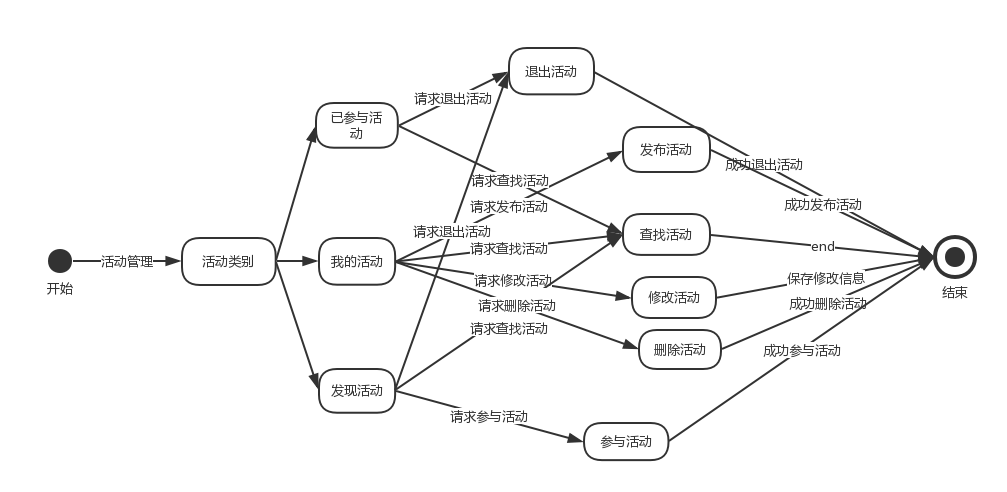 退出活动
请求退出活动
已参与活
动
发布活动
成功退出活动
请求查找活动
请求发布活动
成功发布活动
请求退出活动
查找活动
end
请求查找活动
活动管理
活动类别
我的活动
开始
结束
请求修改活动
保存修改信息
修改活动
请求删除活动
成功删除活动
请求查找活动
删除活动
成功参与活动
发现活动
请求参与活动
参与活动